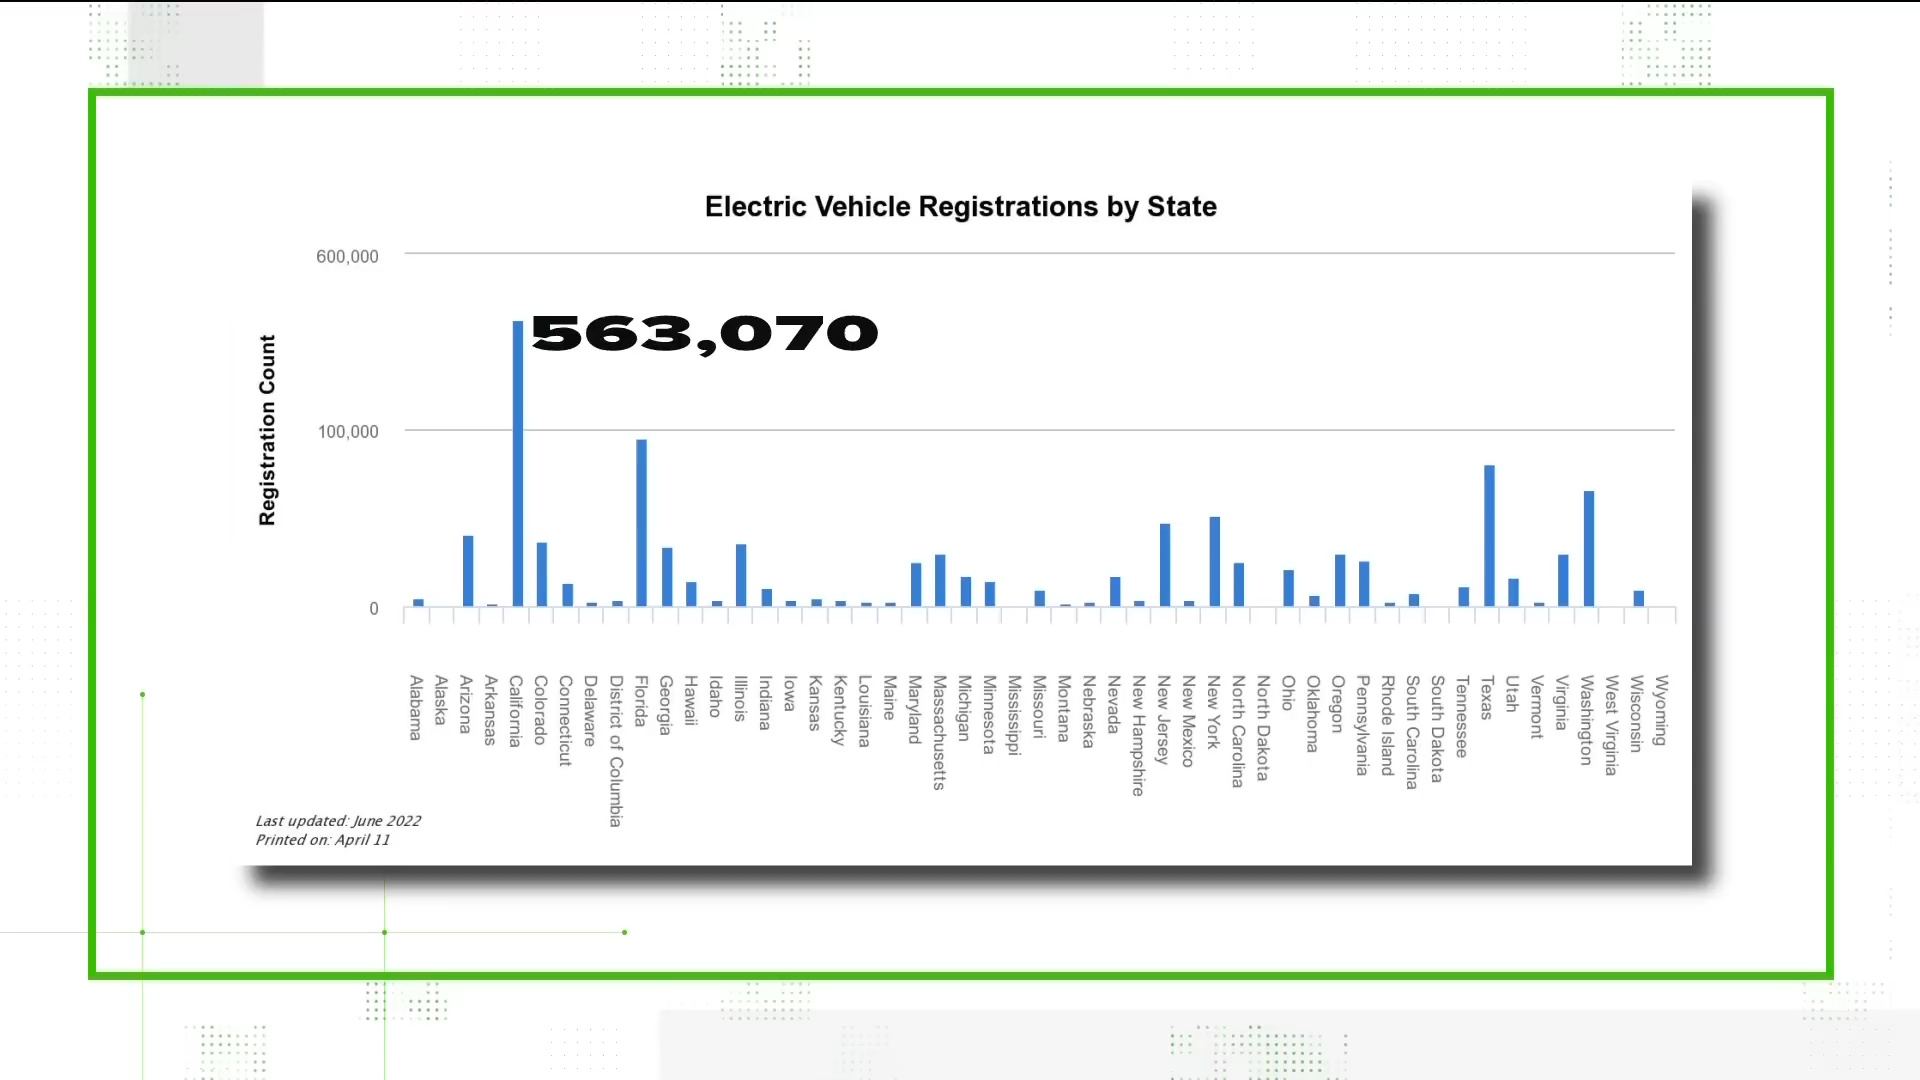 Electric Vehicle Registrations by State
600,000
563,070
Registration Count
100,000
0
Alabama
Alaska
Arizona
Arkansas
California
Colorado
Connecticut
Delaware
District of Columbia
Florida
Georgia
Hawaii
Idaho
Illinois
Indiana
Iowa
Kansas
Kentucky
Louisiana
Maine
Maryland
Massachusetts
Michigan
Minnesota
Mississippi
Missouri
Montana
Nebraska
Nevada
New Hampshire
New Jersey
New Mexico
New York
North Carolina
North Dakota
Ohio
Oklahoma
Oregon
Pennsylvania
Rhode Island
South Carolina
South Dakota
Tennessee
Texas
Utah
Vermont
Virginia
Washington
West Virginia
Wisconsin
Wyoming
Last updated: June 2022
Printed on: April 11